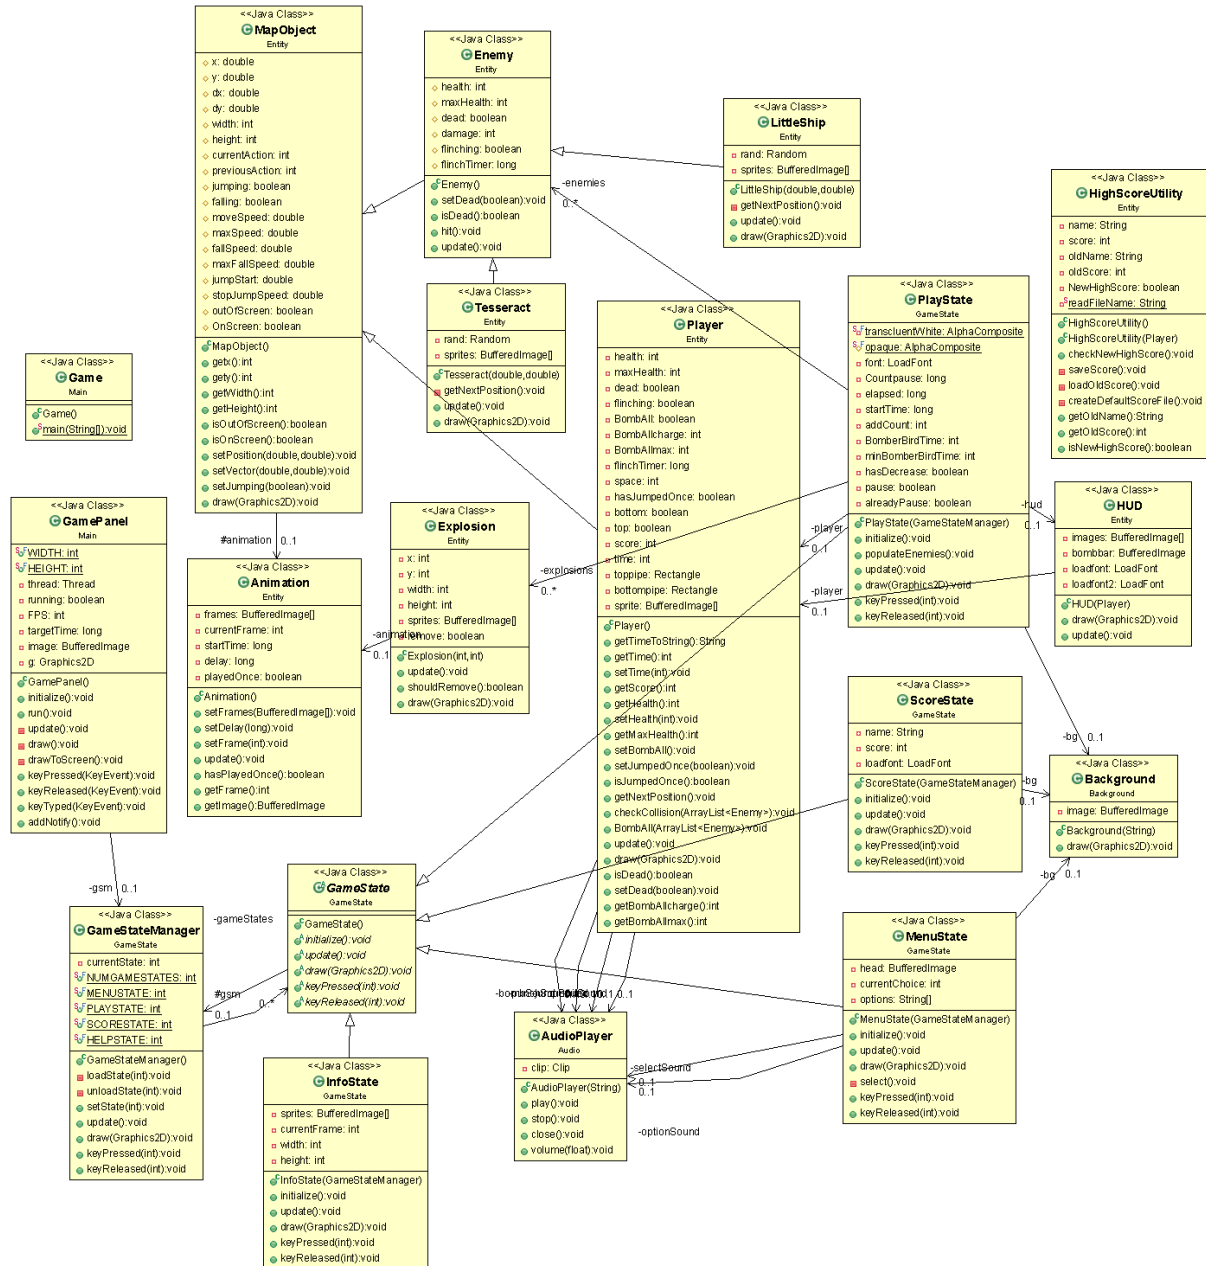 <<Java Class>>
MapObject
Entity
x: double
y: double
dx: double
dy: double
width: int
height: int
currentAction: int
previousAction: int
jumping: boolean
falling: boolean
moveSpeed: double
maxSpeed: double
fallSpeed: double
maxFallSpeed: double
jumpStart: double
stopJumpSpeed: double
outOfScreen: boolean
OnScreen: boolean
MapObject()
getx():int
gety():int
getWidth():int
getHeight():int
isOutOfScreen():boolean
isOnScreen():boolean
setPosition(double,double):void
setVector(double,double):void
setJumping(boolean):void
draw(Graphics2D):void
<<Java Class>>
Enemy
Entity
health: int
maxHealth: int
dead: boolean
damage: int
flinching: boolean
flinchTimer: long
Enemy()
setDead(boolean):void
isDead():boolean
hit():void
update():void
<<Java Class>>
LittleShip
Entity
rand: Random
sprites: BufferedImage[]
LittleShip(double,double)
getNextPosition():void
update():void
draw(Graphics2D):void
-enemies
0..*
<<Java Class>>
HighScoreUtility
Entity
name: String
score: int
oldName: String
oldScore: int
NewHighScore: boolean
readFileName: String
HighScoreUtility()
HighScoreUtility(Player)
checkNewHighScore():void
saveScore():void
loadOldScore():void
createDefaultScoreFile():void
getOldName():String
getOldScore():int
isNewHighScore():boolean
<<Java Class>>
Tesseract
Entity
rand: Random
sprites: BufferedImage[]
Tesseract(double,double)
getNextPosition():void
update():void
draw(Graphics2D):void
<<Java Class>>
Player
Entity
health: int
maxHealth: int
dead: boolean
flinching: boolean
BombAll: boolean
BombAllcharge: int
BombAllmax: int
flinchTimer: long
space: int
hasJumpedOnce: boolean
bottom: boolean
top: boolean
score: int
time: int
toppipe: Rectangle
bottompipe: Rectangle
sprite: BufferedImage[]
Player()
getTimeToString():String
getTime():int
setTime(int):void
getScore():int
getHealth():int
setHealth(int):void
getMaxHealth():int
setBombAll():void
setJumpedOnce(boolean):void
isJumpedOnce():boolean
getNextPosition():void
checkCollision(ArrayList<Enemy>):void
BombAll(ArrayList<Enemy>):void
update():void
draw(Graphics2D):void
isDead():boolean
setDead(boolean):void
getBombAllcharge():int
getBombAllmax():int
<<Java Class>>
PlayState
GameState
transcluentWhite: AlphaComposite
opaque: AlphaComposite
font: LoadFont
Countpause: long
elapsed: long
startTime: long
addCount: int
BomberBirdTime: int
minBomberBirdTime: int
hasDecrease: boolean
pause: boolean
alreadyPause: boolean
PlayState(GameStateManager)
initialize():void
populateEnemies():void
update():void
draw(Graphics2D):void
keyPressed(int):void
keyReleased(int):void
-hud
0..1
-player
0..1
-player
0..1
<<Java Class>>
HUD
Entity
images: BufferedImage[]
bombbar: BufferedImage
loadfont: LoadFont
loadfont2: LoadFont
HUD(Player)
draw(Graphics2D):void
update():void
<<Java Class>>
Game
Main
Game()
main(String[]):void
<<Java Class>>
GamePanel
Main
WIDTH: int
HEIGHT: int
thread: Thread
running: boolean
FPS: int
targetTime: long
image: BufferedImage
g: Graphics2D
GamePanel()
initialize():void
run():void
update():void
draw():void
drawToScreen():void
keyPressed(KeyEvent):void
keyReleased(KeyEvent):void
keyTyped(KeyEvent):void
addNotify():void
#animation
0..1
<<Java Class>>
Animation
Entity
frames: BufferedImage[]
currentFrame: int
startTime: long
delay: long
playedOnce: boolean
Animation()
setFrames(BufferedImage[]):void
setDelay(long):void
setFrame(int):void
update():void
hasPlayedOnce():boolean
getFrame():int
getImage():BufferedImage
<<Java Class>>
Explosion
Entity
x: int
y: int
width: int
height: int
sprites: BufferedImage[]
remove: boolean
Explosion(int,int)
update():void
shouldRemove():boolean
draw(Graphics2D):void
-animation
0..1
-explosions
0..*
<<Java Class>>
ScoreState
GameState
name: String
score: int
loadfont: LoadFont
ScoreState(GameStateManager)
initialize():void
update():void
draw(Graphics2D):void
keyPressed(int):void
keyReleased(int):void
-bg
0..1
-bg
0..1
-bg
0..1
<<Java Class>>
Background
Background
image: BufferedImage
Background(String)
draw(Graphics2D):void
-gsm
0..1
<<Java Class>>
GameStateManager
GameState
currentState: int
NUMGAMESTATES: int
MENUSTATE: int
PLAYSTATE: int
SCORESTATE: int
HELPSTATE: int
GameStateManager()
loadState(int):void
unloadState(int):void
setState(int):void
update():void
draw(Graphics2D):void
keyPressed(int):void
keyReleased(int):void
-gameStates
0..*
#gsm
0..1
<<Java Class>>
GameState
GameState
GameState()
initialize():void
update():void
draw(Graphics2D):void
keyPressed(int):void
keyReleased(int):void
<<Java Class>>
InfoState
GameState
sprites: BufferedImage[]
currentFrame: int
width: int
height: int
InfoState(GameStateManager)
initialize():void
update():void
draw(Graphics2D):void
keyPressed(int):void
keyReleased(int):void
0..1
<<Java Class>>
AudioPlayer
Audio
clip: Clip
AudioPlayer(String)
play():void
stop():void
close():void
volume(float):void
-selectSound
0..1
0..1
-optionSound
<<Java Class>>
MenuState
GameState
head: BufferedImage
currentChoice: int
options: String[]
MenuState(GameStateManager)
initialize():void
update():void
draw(Graphics2D):void
select():void
keyPressed(int):void
keyReleased(int):void